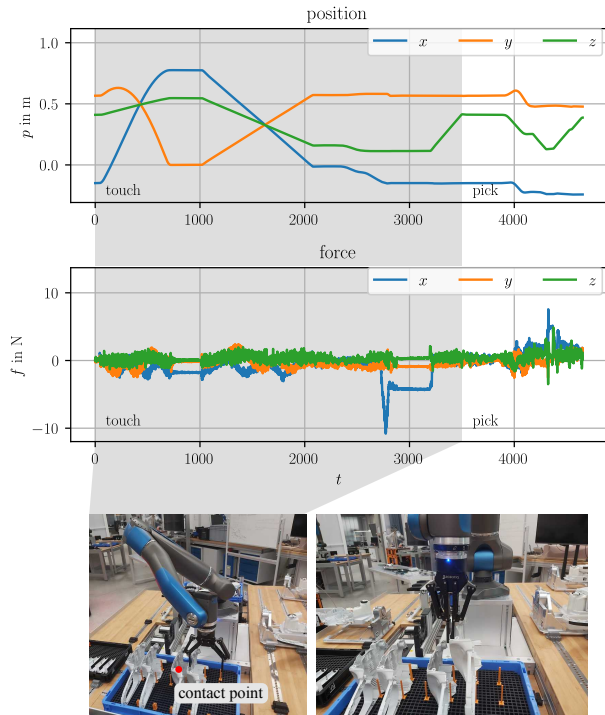 position
x y z
1.0
0.5
0.0
p in m
touch
pick
0 1000 2000 3000 4000
force
x y z
10
0
−10
f in N
touch
pick
0 1000 2000 3000 4000
t
contact point